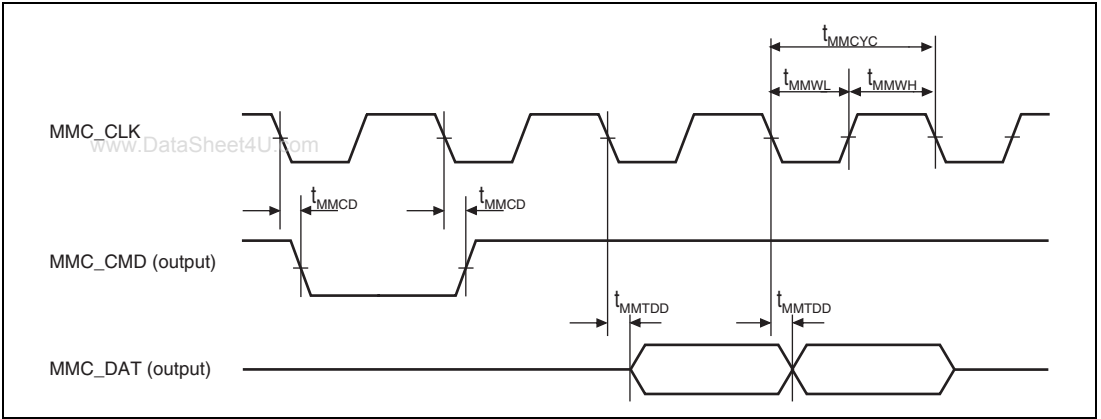 tMMCYC
tMMWL tMMWH
MMC_CLK
www.DataSheet4U.com
tMMCD tMMCD
MMC_CMD (output)
tMMTDD tMMTDD
MMC_DAT (output)